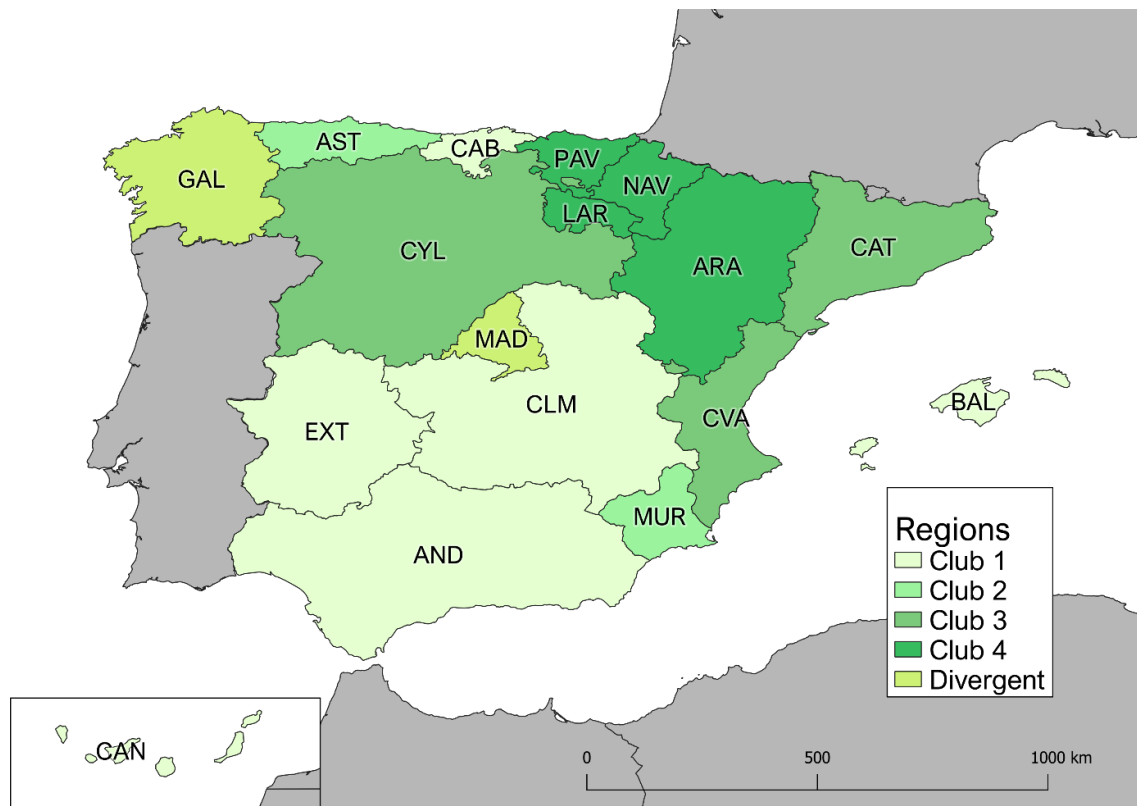 AST
CAB
PAV
GAL
NAV
LAR
CYL
CAT
ARA
MAD
BAL
CLM
CVA
EXT
MUR
AND
Regions
Club 1
Club 2
Club 3
Club 4
Divergent
CAN
0 500 1000 km